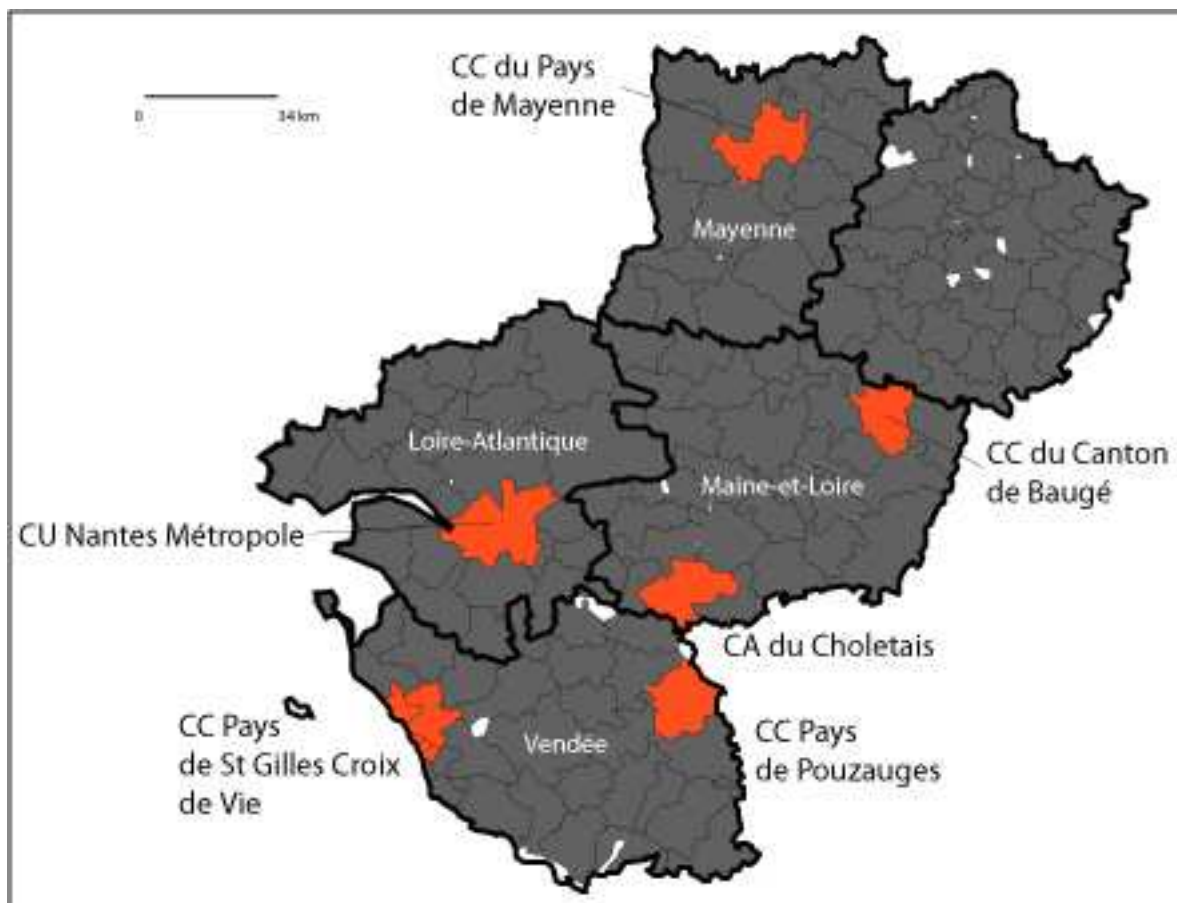 CC du Pays
de Mayenne
0
34 km
Mayenne
Loire-Atlantique
Maine-et-Loire
CC du Canton
de Baugé
CU Nantes Métropole
CA du Choletais
CC Pays
de St Gilles Croix
de Vie
Vendée
CC Pays
de Pouzauges